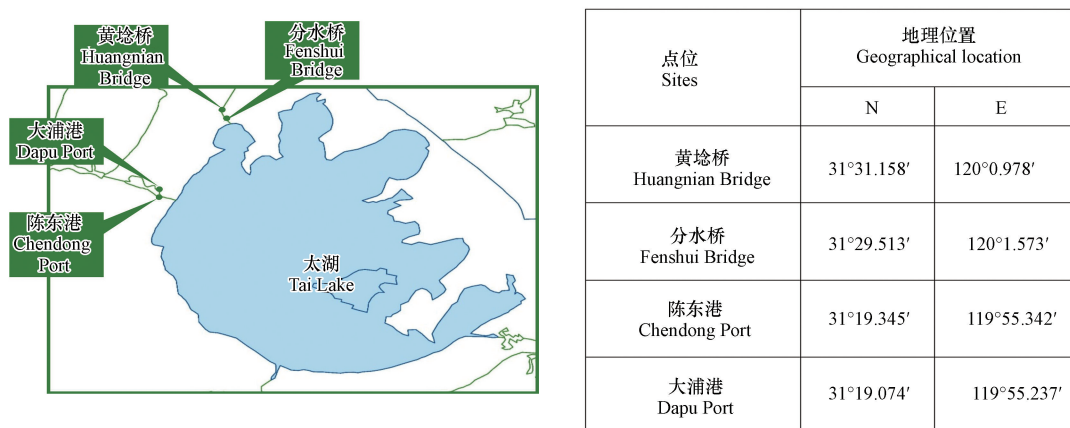 黄埝桥
Huangnian
Bridge
分水桥
Fenshui
Bridge
大浦港
Dapu Port
陈东港
Chendong
Port
太湖
Tai Lake
点位
Sites
地理位置
Geographical location
N
E
黄埝桥
Huangnian Bridge
31°31.158′
120°0.978′
分水桥
Fenshui Bridge
31°29.513′
120°1.573′
陈东港
Chendong Port
31°19.345′
119°55.342′
大浦港
Dapu Port
31°19.074′
119°55.237′